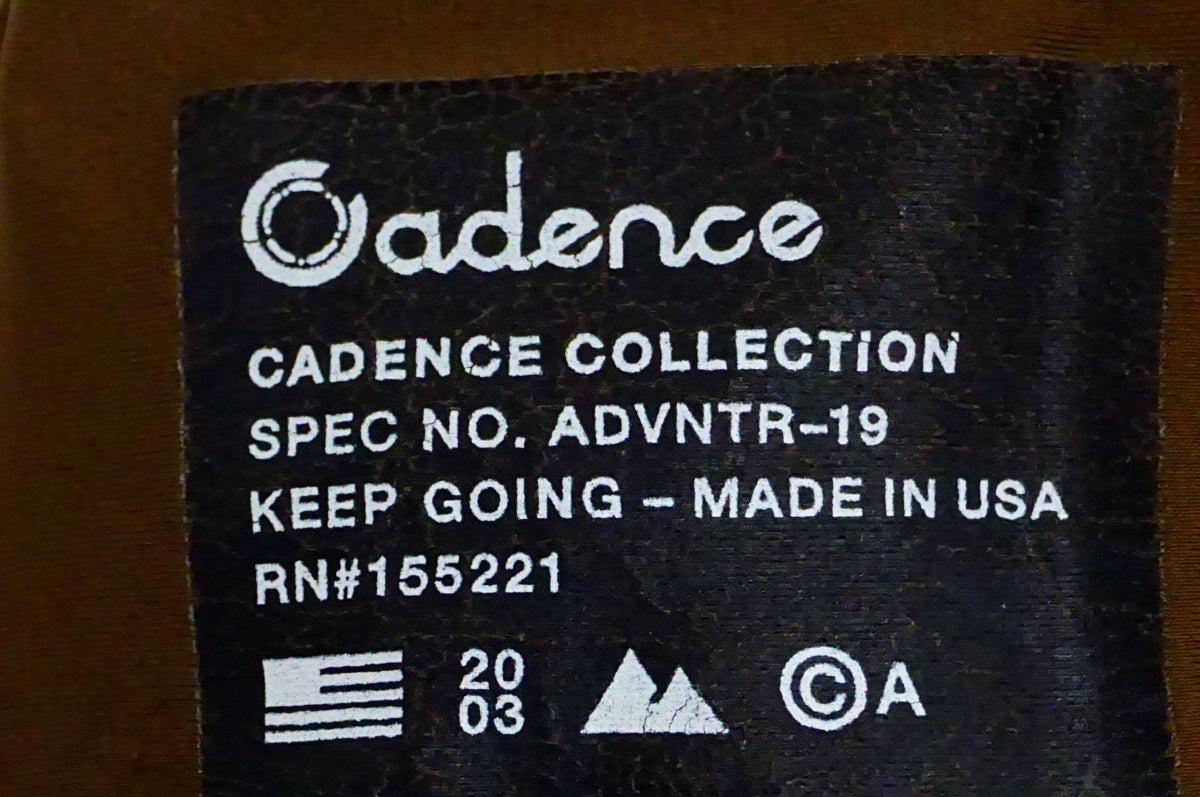 Cadence
CADENCE COLLECTION
SPEC NO. ADVNTR-19
KEEP GOING – MADE IN USA
RN#155221
20
03
© A